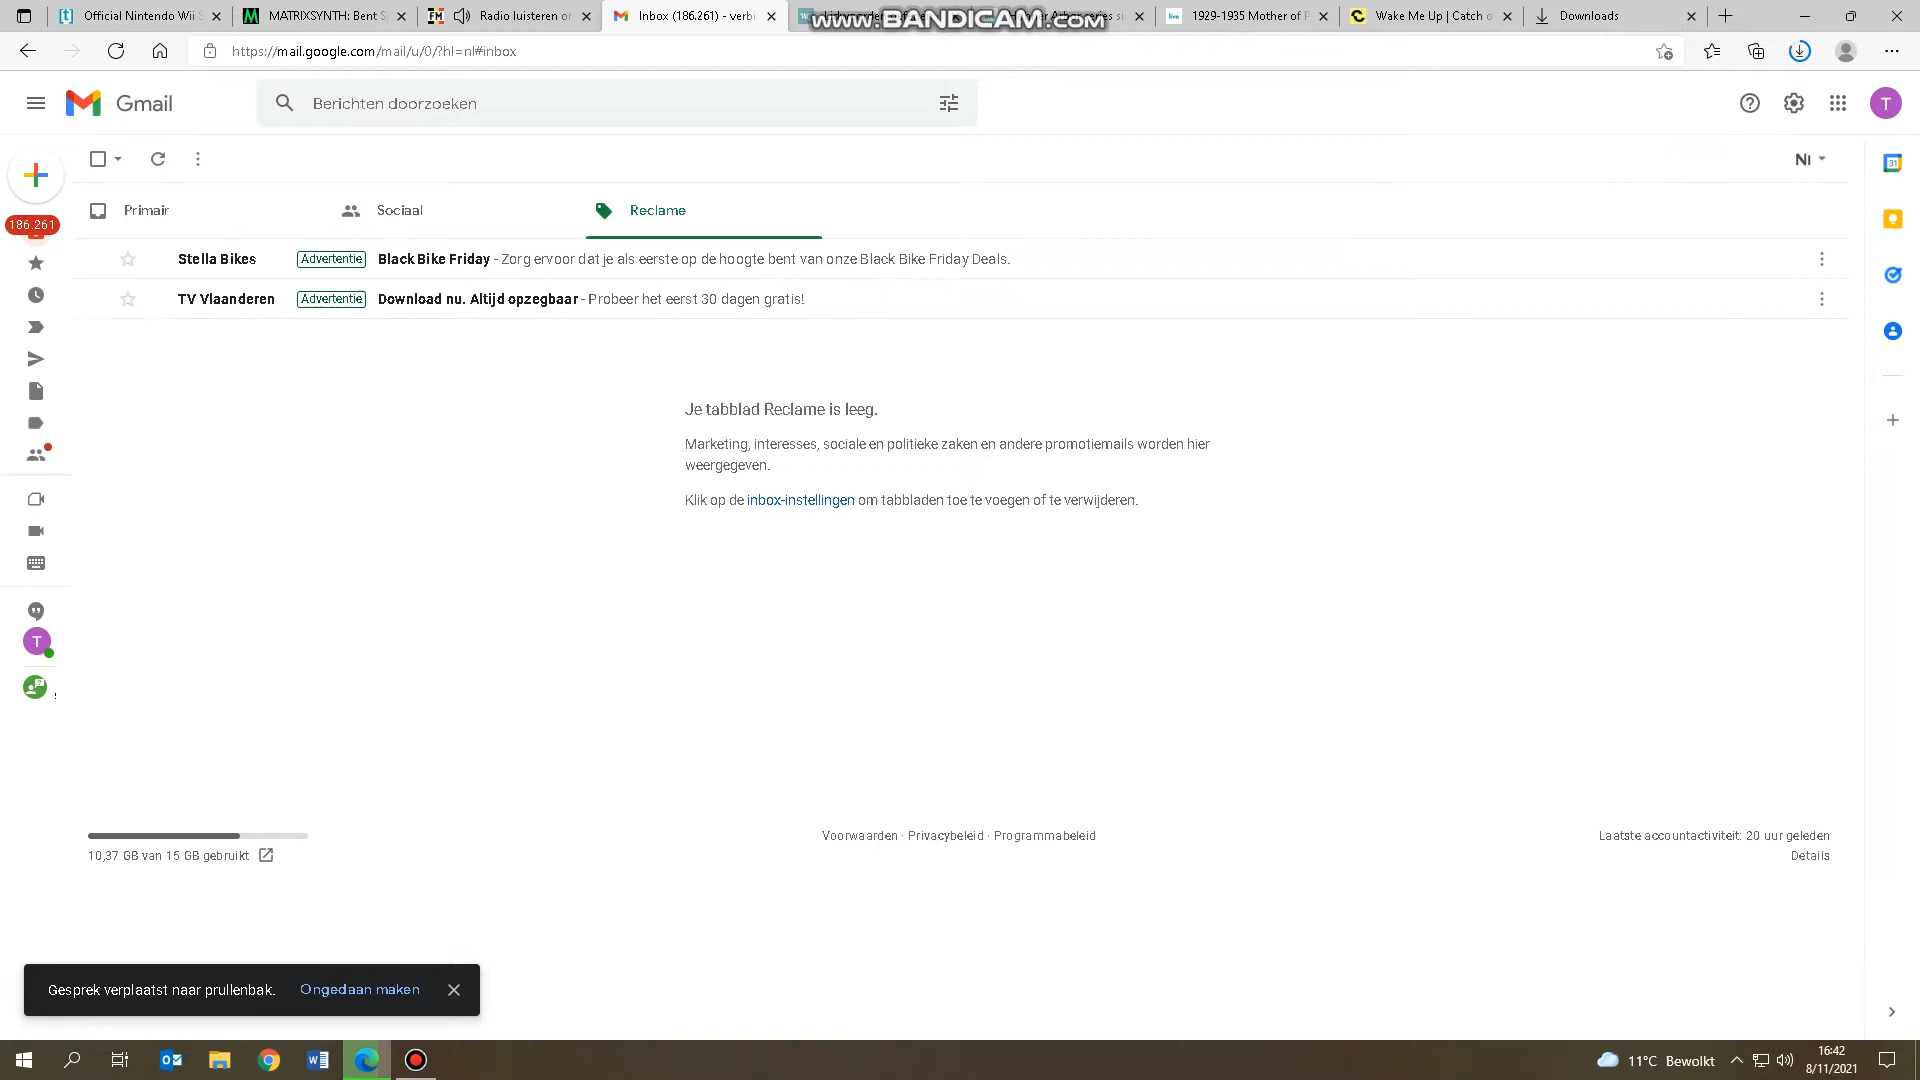 Official Nintendo Wii S
MATRIXSYNTH: Bent S
FM
Radio luisteren on
Inbox (186.261) - verbi
1929-1935 Mother of P
Wake Me Up | Catch o
Downloads
www.BANDICAM.com
https://mail.google.com/mail/u/0/?hl=nl#inbox
Gmail
Berichten doorzoeken
T
Nl
31
Primair
Sociaal
Reclame
186.261
Stella Bikes Advertentie Black Bike Friday - Zorg ervoor dat je als eerste op de hoogte bent van onze Black Bike Friday Deals.
TV Vlaanderen Advertentie Download nu. Altijd opzegbaar - Probeer het eerst 30 dagen gratis!
Je tabblad Reclame is leeg.
Marketing, interesses, sociale en politieke zaken en andere promotiemails worden hier
weergegeven.
Klik op de inbox-instellingen om tabbladen toe te voegen of te verwijderen.
T
10,37 GB van 15 GB gebruikt
Voorwaarden · Privacybeleid · Programmabeleid
Laatste accountactiviteit: 20 uur geleden
Details
Gesprek verplaatst naar prullenbak. Ongedaan maken
11°C Bewolkt
16:42
8/11/2021